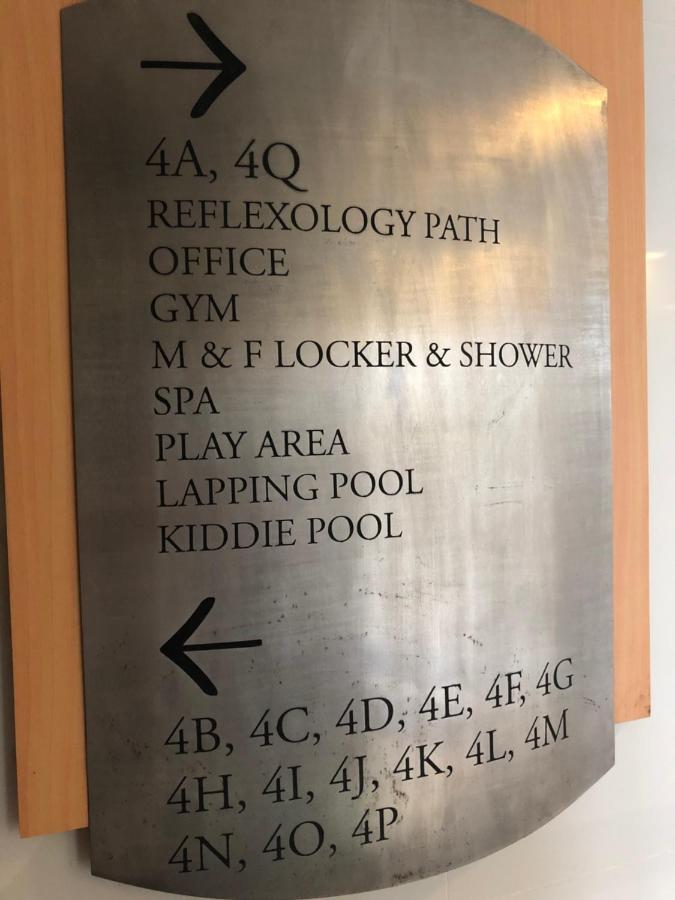 4A, 4Q
REFLEXOLOGY PATH
OFFICE
GYM
M & F LOCKER & SHOWER
SPA
PLAY AREA
LAPPING POOL
KIDDIE POOL
4B, 4C, 4D, 4E, 4F, 4G
4H, 4I, 4J, 4K, 4L, 4M
4N, 4O, 4P